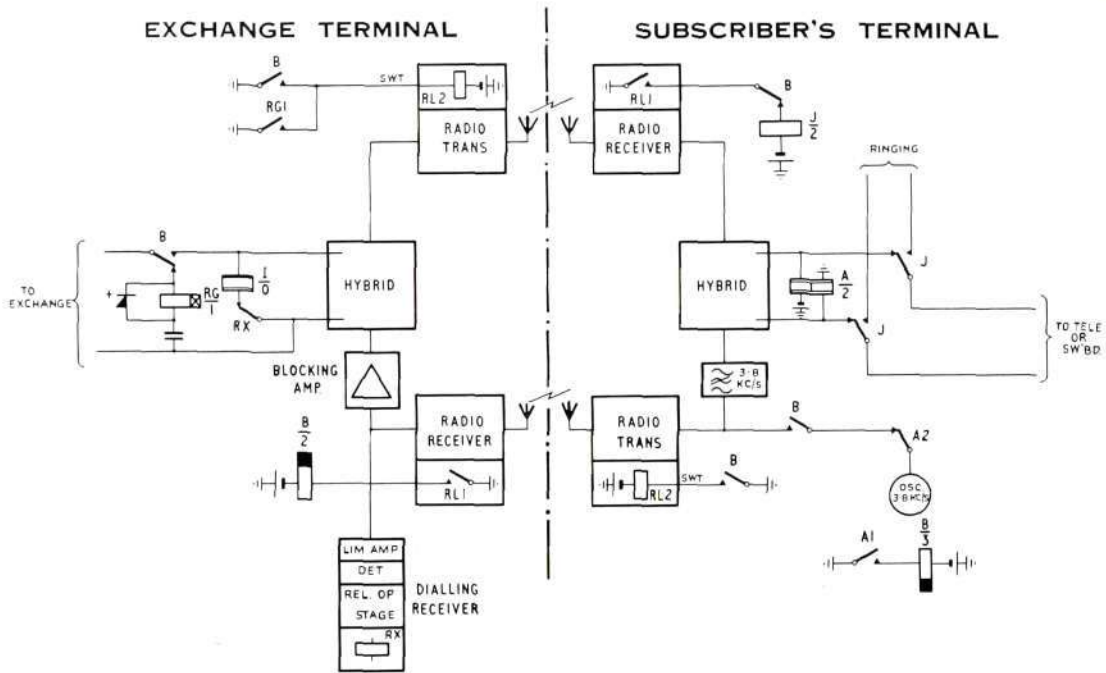 EXCHANGE TERMINAL
SUBSCRIBER'S TERMINAL
B
RG1
SWT
RL2
RADIO
TRANS
RL1
RADIO
RECEIVER
B
J
2
RINGING
TO
EXCHANGE
B
RG
1
+
I
0
RX
HYBRID
HYBRID
A
2
J
J
TO TELE
OR
SW'BD.
BLOCKING
AMP.
3·8
KC/S
B
2
RADIO
RECEIVER
RL1
RADIO
TRANS
RL2
SWT
B
B
A2
OSC.
3·8KC/S
A1
B
3
LIM AMP
DET
REL. OP
STAGE
RX
DIALLING
RECEIVER